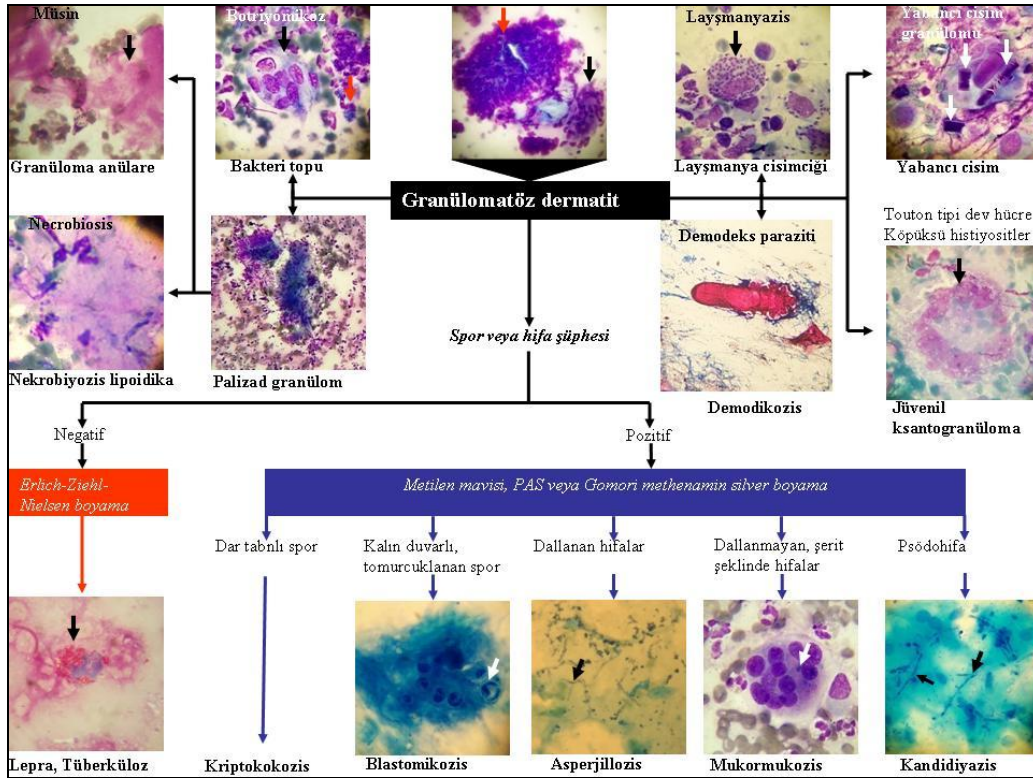 Müsin
Botriyomikoz
Layşmanyazis
Yabancı cisim
granülomu
Granüloma anülare
Bakteri topu
Layşmanya cisimciği
Yabancı cisim
Granülomatöz dermatit
Necrobiosis
Demodeks paraziti
Touton tipi dev hücre
Köpüksü histiyositler
Spor veya hifa şüphesi
Nekrobiyozis lipoidika
Palizad granülom
Demodikozis
Jüvenil
ksantogranüloma
Negatif
Pozitif
Erlich-Ziehl-
Nielsen boyama
Metilen mavisi, PAS veya Gomori methenamin silver boyama
Dar tabnlı spor
Kalın duvarlı,
tomurcuklanan spor
Dallanan hifalar
Dallanmayan, şerit
şeklinde hifalar
Psödohifa
Lepra, Tüberküloz
Kriptokokozis
Blastomikozis
Asperjillozis
Mukormukozis
Kandidiyazis